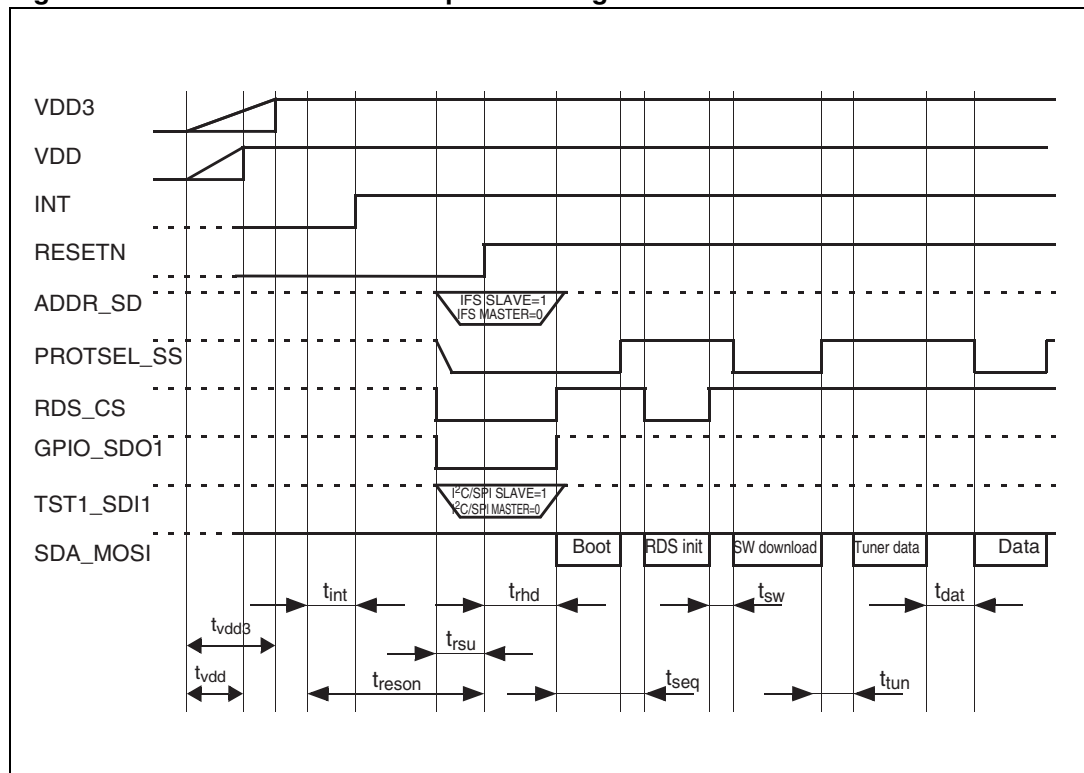 VDD3
VDD
INT
RESETN
ADDR_SD
IFS SLAVE=1
IFS MASTER=0
PROTSEL_SS
RDS_CS
GPIO_SDO1
TST1_SDI1
I²C/SPI SLAVE=1
I²C/SPI MASTER=0
SDA_MOSI
Boot
RDS init
SW download
Tuner data
Data
tint
trhd
tsw
tdat
tvdd3
trsu
tvdd
treson
tseq
ttun